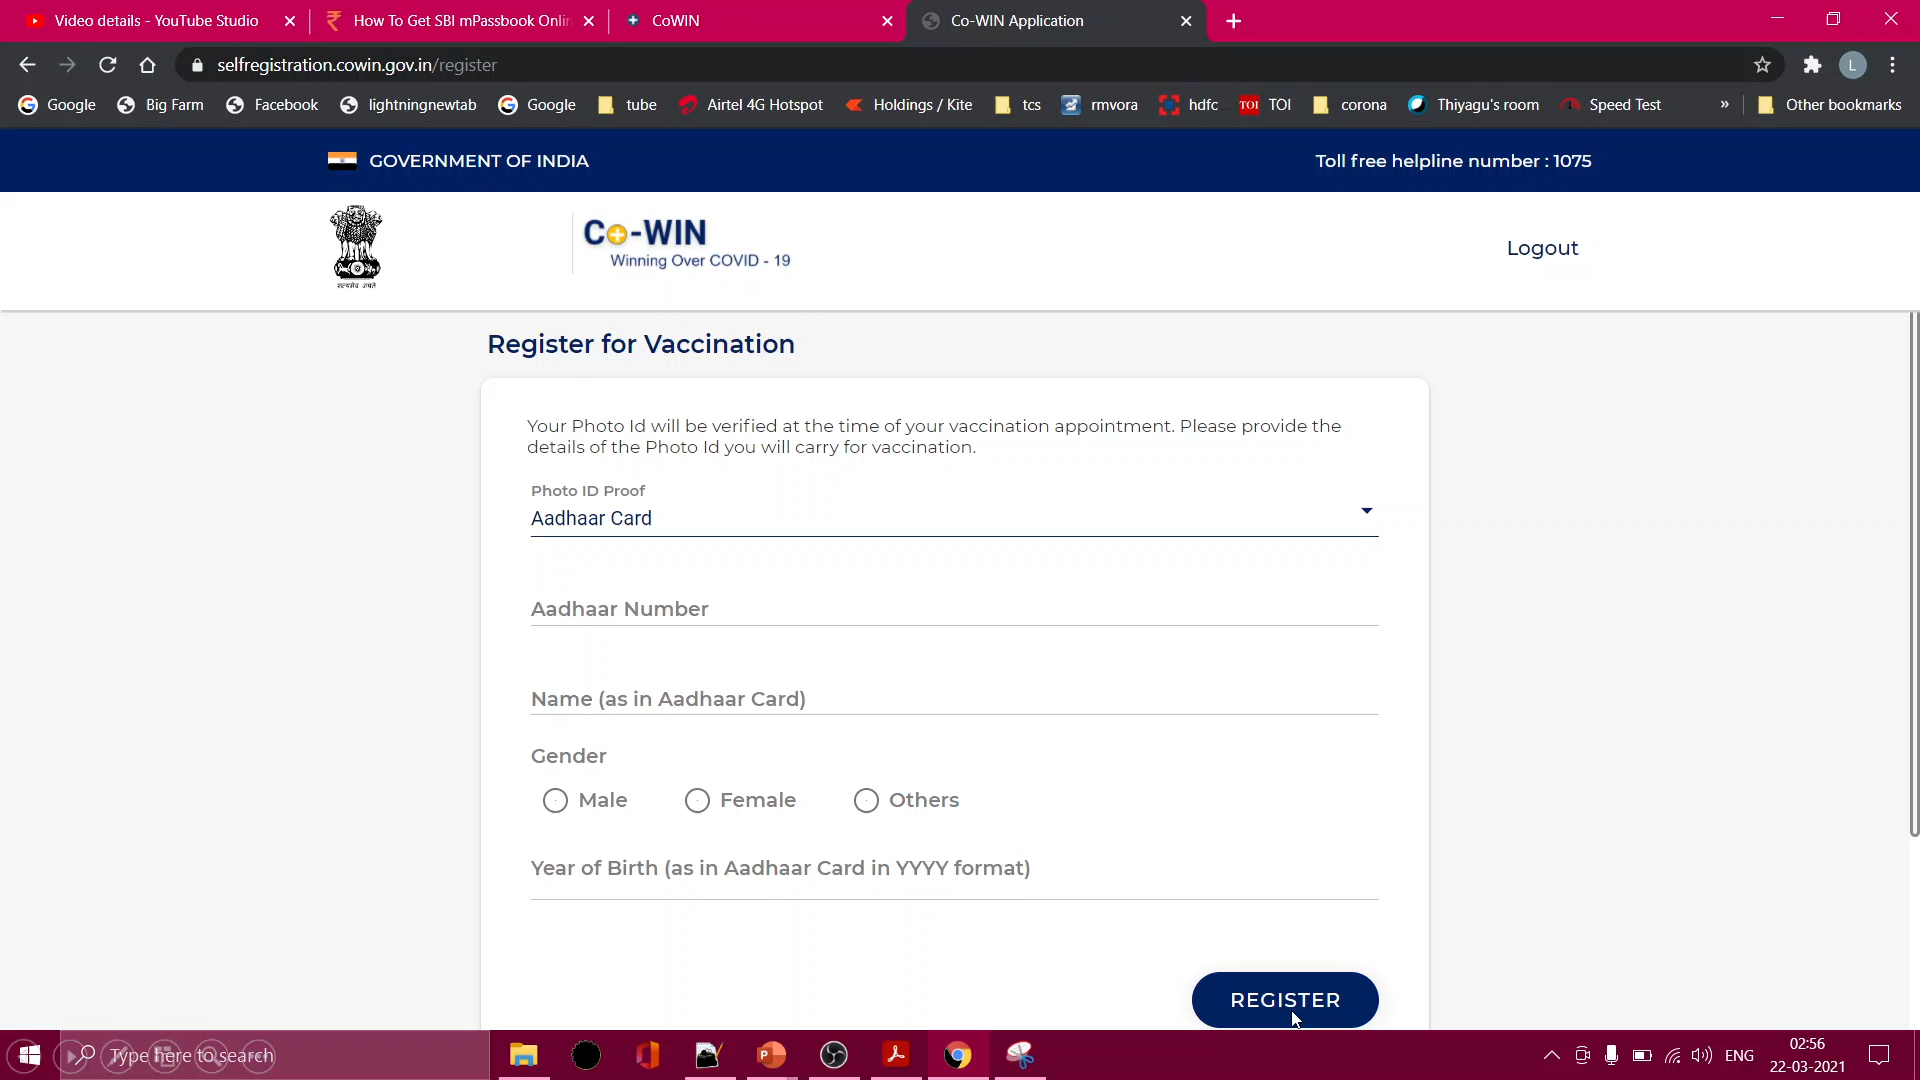 Video details - YouTube Studio
How To Get SBI mPassbook Onlin
CoWIN
Co-WIN Application
selfregistration.cowin.gov.in/register
L
Google
Big Farm
Facebook
lightningnewtab
Google
tube
Airtel 4G Hotspot
Holdings / Kite
tcs
rmvora
hdfc
TOI TOI
corona
Thiyagu's room
Speed Test
»
Other bookmarks
GOVERNMENT OF INDIA
Toll free helpline number : 1075
सत्यमेव जयते
Co-WIN
Winning Over COVID - 19
Logout
Register for Vaccination
Your Photo Id will be verified at the time of your vaccination appointment. Please provide the
details of the Photo Id you will carry for vaccination.
Photo ID Proof
Aadhaar Card
Aadhaar Number
Name (as in Aadhaar Card)
Gender
Male
Female
Others
Year of Birth (as in Aadhaar Card in YYYY format)
REGISTER
Type here to search
ENG
02:56
22-03-2021